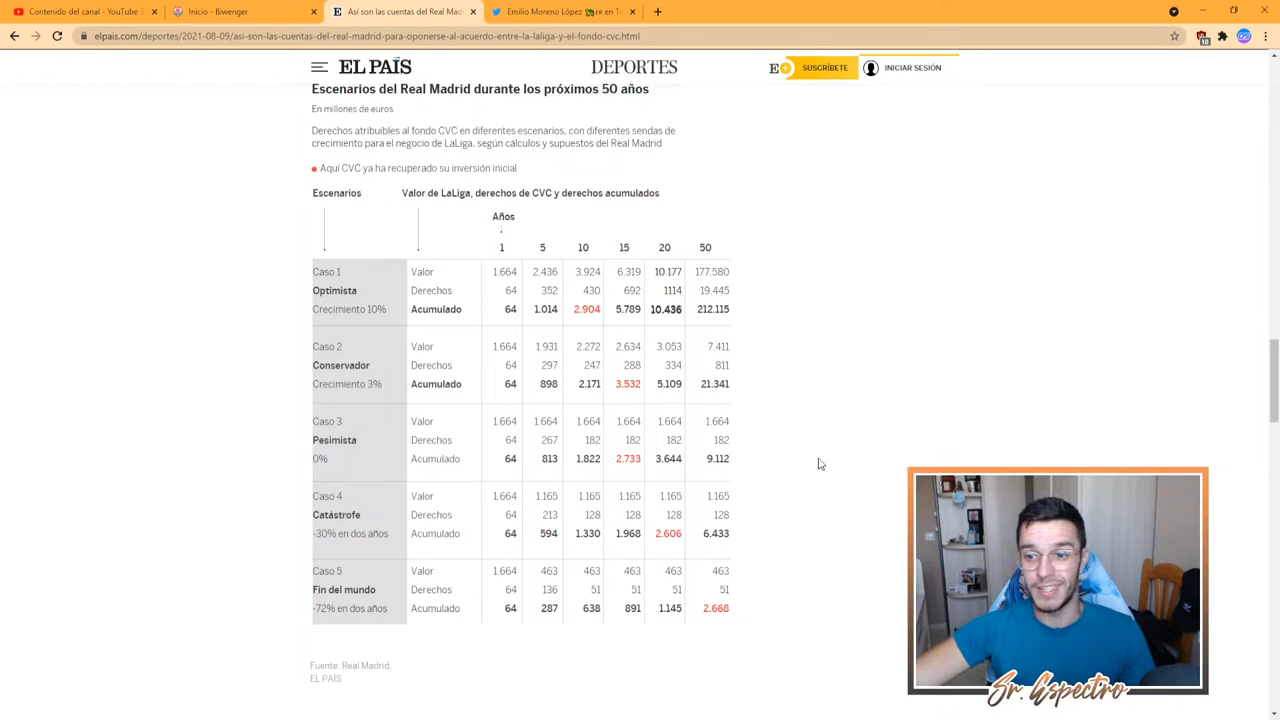 Contenido del canal - YouTube S
Inicio - Biwenger
Así son las cuentas del Real Mad
Emilio Moreno López
en T
elpais.com/deportes/2021-08-09/asi-son-las-cuentas-del-real-madrid-para-oponerse-al-acuerdo-entre-la-laliga-y-el-fondo-cvc.html
10
EL PAÍS
DEPORTES
E
SUSCRÍBETE
INICIAR SESIÓN
Escenarios del Real Madrid durante los próximos 50 años
En millones de euros
Derechos atribuibles al fondo CVC en diferentes escenarios, con diferentes sendas de
crecimiento para el negocio de LaLiga, según cálculos y supuestos del Real Madrid
Aquí CVC ya ha recuperado su inversión inicial
Escenarios Valor de LaLiga, derechos de CVC y derechos acumulados
Años
1 5 10 15 20 50
Caso 1 Valor 1.664 2.436 3.924 6.319 10.177 177.580
Optimista Derechos 64 352 430 692 1114 19.445
Crecimiento 10% Acumulado 64 1.014 2.904 5.789 10.436 212.115
Caso 2 Valor 1.664 1.931 2.272 2.634 3.053 7.411
Conservador Derechos 64 297 247 288 334 811
Crecimiento 3% Acumulado 64 898 2.171 3.532 5.109 21.341
Caso 3 Valor 1.664 1.664 1.664 1.664 1.664 1.664
Pesimista Derechos 64 267 182 182 182 182
0% Acumulado 64 813 1.822 2.733 3.644 9.112
Caso 4 Valor 1.664 1.165 1.165 1.165 1.165 1.165
Catástrofe Derechos 64 213 128 128 128 128
-30% en dos años Acumulado 64 594 1.330 1.968 2.606 6.433
Caso 5 Valor 1.664 463 463 463 463 463
Fin del mundo Derechos 64 136 51 51 51 51
-72% en dos años Acumulado 64 287 638 891 1.145 2.668
Fuente: Real Madrid.
EL PAÍS
Sr. Espectro